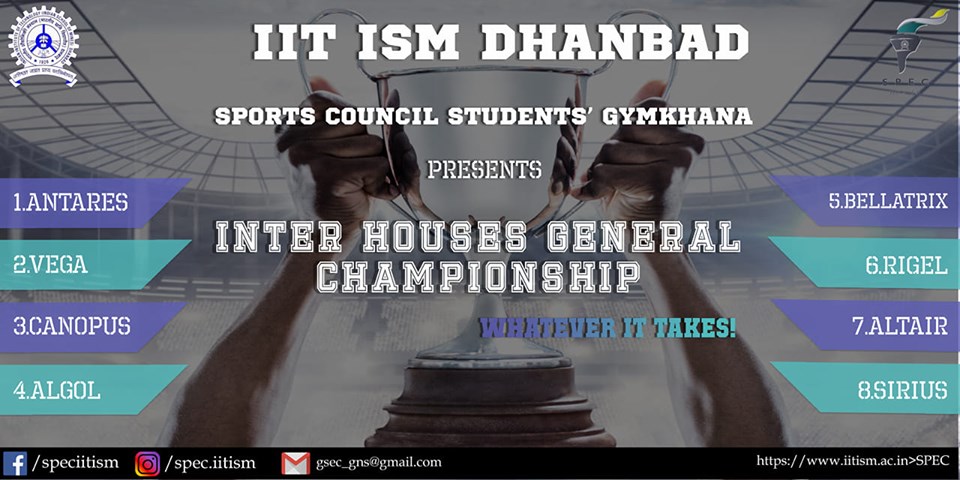 IIT ISM DHANBAD
SPEC
SPORTS COUNCIL STUDENTS' GYMKHANA
PRESENTS
1.ANTARES
2.VEGA
3.CANOPUS
4.ALGOL
INTER HOUSES GENERAL
CHAMPIONSHIP
WHATEVER IT TAKES!
5.BELLATRIX
6.RIGEL
7.ALTAIR
8.SIRIUS
/speciitism
/spec.iitism
gsec_gns@gmail.com
https://www.iitism.ac.in>SPEC